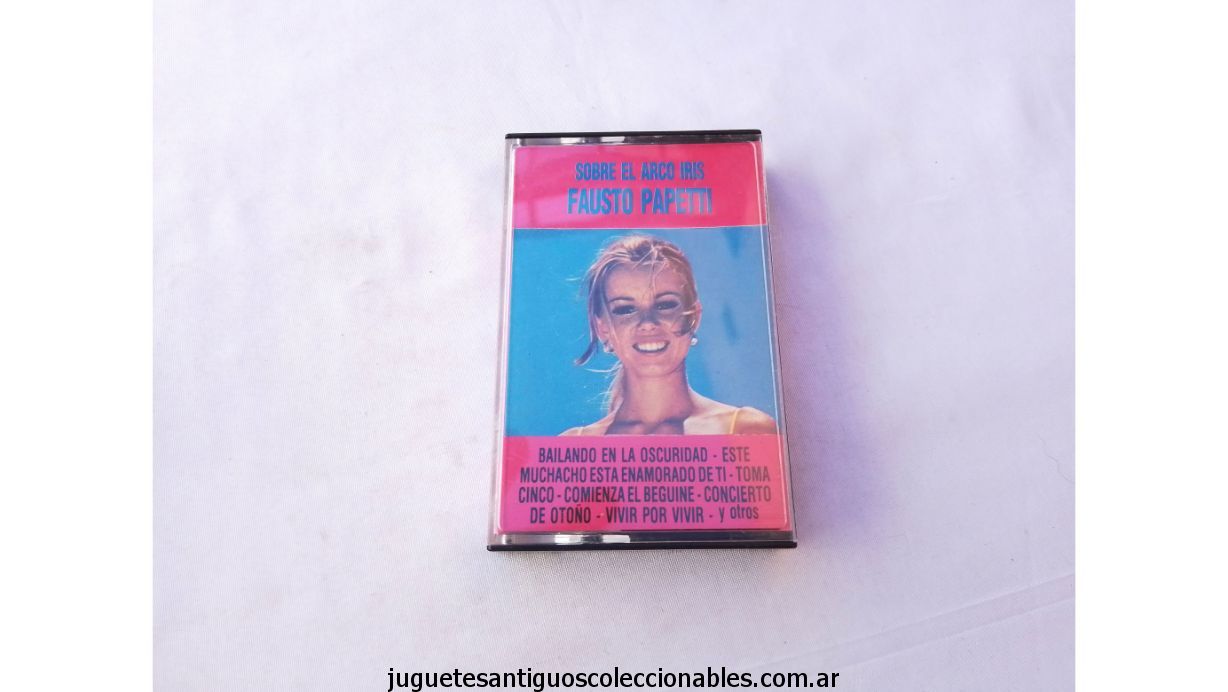 SOBRE EL ARCO IRIS
FAUSTO PAPETTI
BAILANDO EN LA OSCURIDAD - ESTE
MUCHACHO ESTA ENAMORADO DE TI - TOMA
CINCO - COMIENZA EL BEGUINE - CONCIERTO
DE OTOÑO - VIVIR POR VIVIR - y otros
juguetesantiguoscoleccionables.com.ar